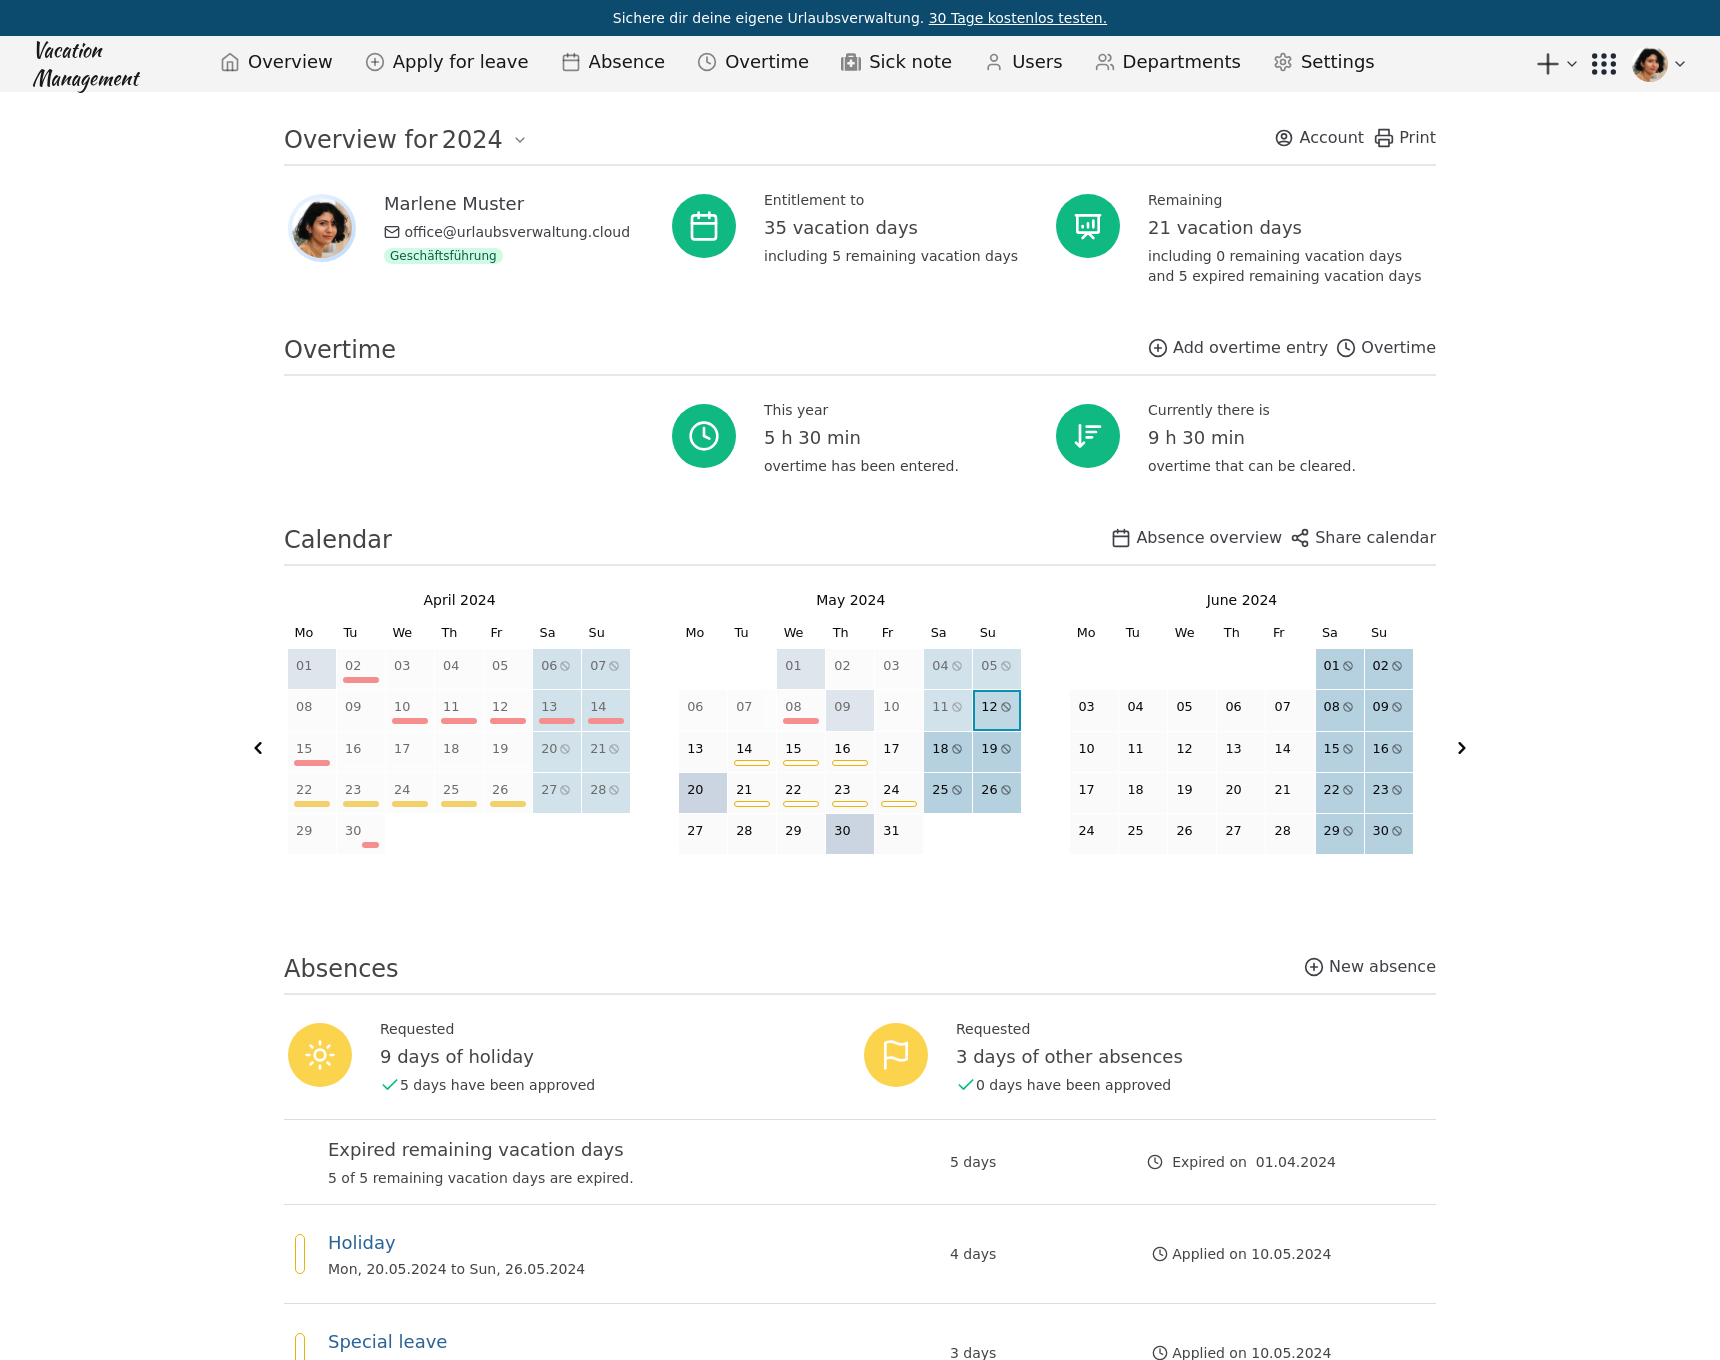 Sichere dir deine eigene Urlaubsverwaltung. 30 Tage kostenlos testen.
Vacation
Management
Overview Apply for leave Absence Overtime Sick note Users Departments Settings
Overview for 2024
Account Print
Marlene Muster
office@urlaubsverwaltung.cloud
Geschäftsführung
Entitlement to
35 vacation days
including 5 remaining vacation days
Remaining
21 vacation days
including 0 remaining vacation days
and 5 expired remaining vacation days
Overtime
Add overtime entry Overtime
This year
5 h 30 min
overtime has been entered.
Currently there is
9 h 30 min
overtime that can be cleared.
Calendar
Absence overview Share calendar
April 2024
Mo Tu We Th Fr Sa Su
01 02 03 04 05 06 07
08 09 10 11 12 13 14
15 16 17 18 19 20 21
22 23 24 25 26 27 28
29 30
May 2024
Mo Tu We Th Fr Sa Su
01 02 03 04 05
06 07 08 09 10 11 12
13 14 15 16 17 18 19
20 21 22 23 24 25 26
27 28 29 30 31
June 2024
Mo Tu We Th Fr Sa Su
01 02
03 04 05 06 07 08 09
10 11 12 13 14 15 16
17 18 19 20 21 22 23
24 25 26 27 28 29 30
Absences
New absence
Requested
9 days of holiday
5 days have been approved
Requested
3 days of other absences
0 days have been approved
Expired remaining vacation days
5 of 5 remaining vacation days are expired.
5 days
Expired on 01.04.2024
Holiday
Mon, 20.05.2024 to Sun, 26.05.2024
4 days
Applied on 10.05.2024
Special leave
3 days
Applied on 10.05.2024